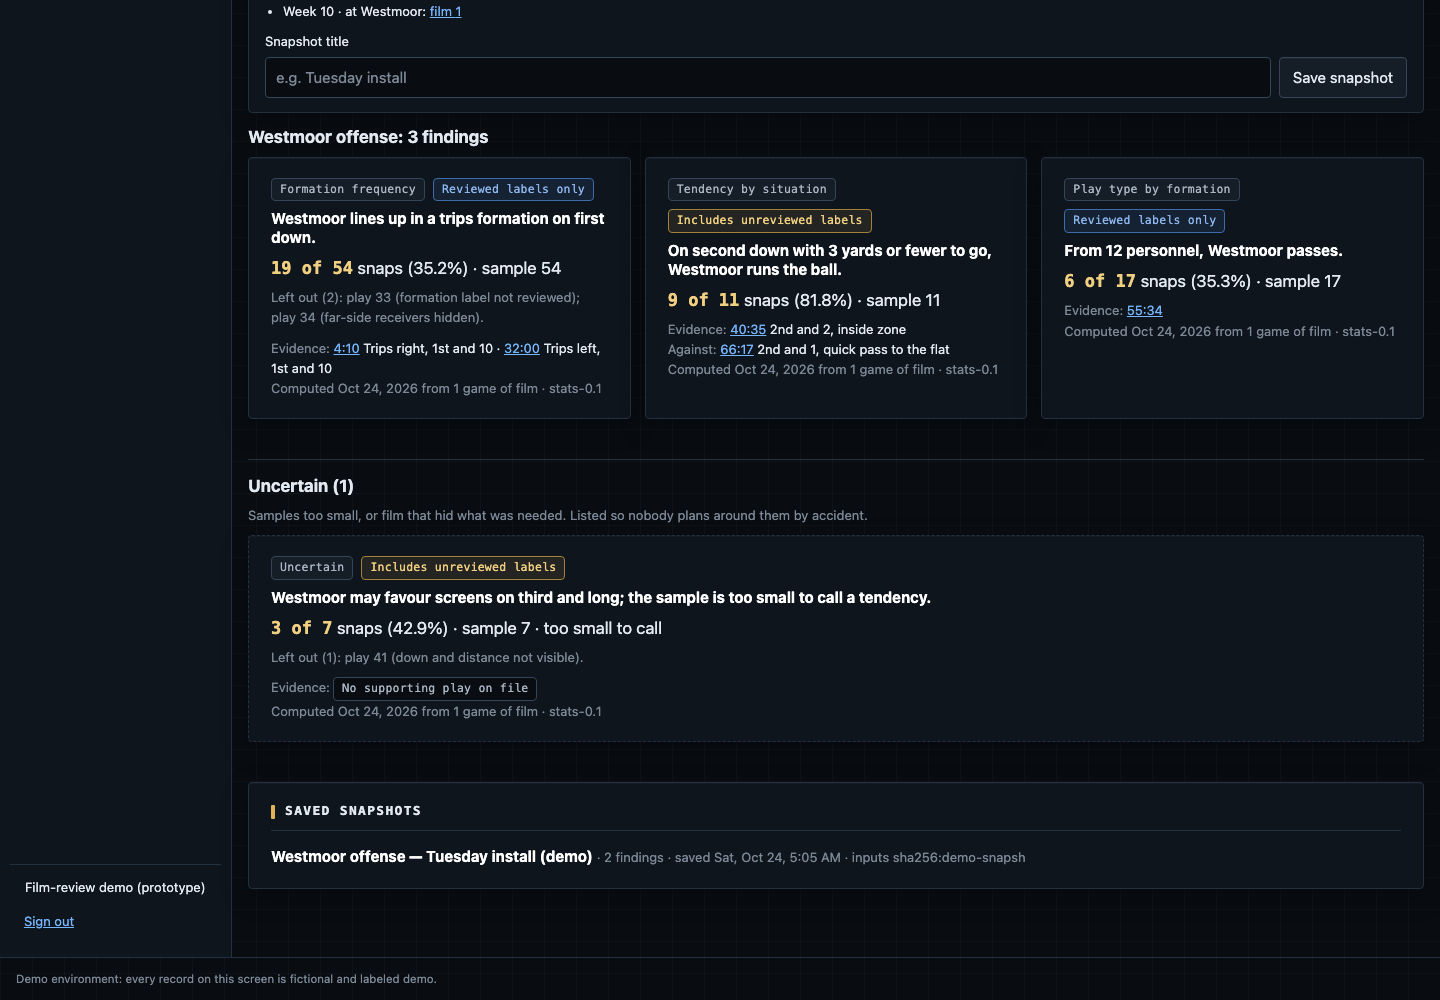 • Week 10 · at Westmoor: film 1
Snapshot title
e.g. Tuesday install
Save snapshot
Westmoor offense: 3 findings
Formation frequency
Reviewed labels only
Westmoor lines up in a trips formation on first
down.
19 of 54 snaps (35.2%) · sample 54
Left out (2): play 33 (formation label not reviewed);
play 34 (far-side receivers hidden).
Evidence: 4:10 Trips right, 1st and 10 · 32:00 Trips left,
1st and 10
Computed Oct 24, 2026 from 1 game of film · stats-0.1
Tendency by situation
Includes unreviewed labels
On second down with 3 yards or fewer to go,
Westmoor runs the ball.
9 of 11 snaps (81.8%) · sample 11
Evidence: 40:35 2nd and 2, inside zone
Against: 66:17 2nd and 1, quick pass to the flat
Computed Oct 24, 2026 from 1 game of film · stats-0.1
Play type by formation
Reviewed labels only
From 12 personnel, Westmoor passes.
6 of 17 snaps (35.3%) · sample 17
Evidence: 55:34
Computed Oct 24, 2026 from 1 game of film · stats-0.1
Uncertain (1)
Samples too small, or film that hid what was needed. Listed so nobody plans around them by accident.
Uncertain
Includes unreviewed labels
Westmoor may favour screens on third and long; the sample is too small to call a tendency.
3 of 7 snaps (42.9%) · sample 7 · too small to call
Left out (1): play 41 (down and distance not visible).
Evidence: No supporting play on file
Computed Oct 24, 2026 from 1 game of film · stats-0.1
SAVED SNAPSHOTS
Westmoor offense — Tuesday install (demo) · 2 findings · saved Sat, Oct 24, 5:05 AM · inputs sha256:demo-snapsh
Film-review demo (prototype)
Sign out
Demo environment: every record on this screen is fictional and labeled demo.